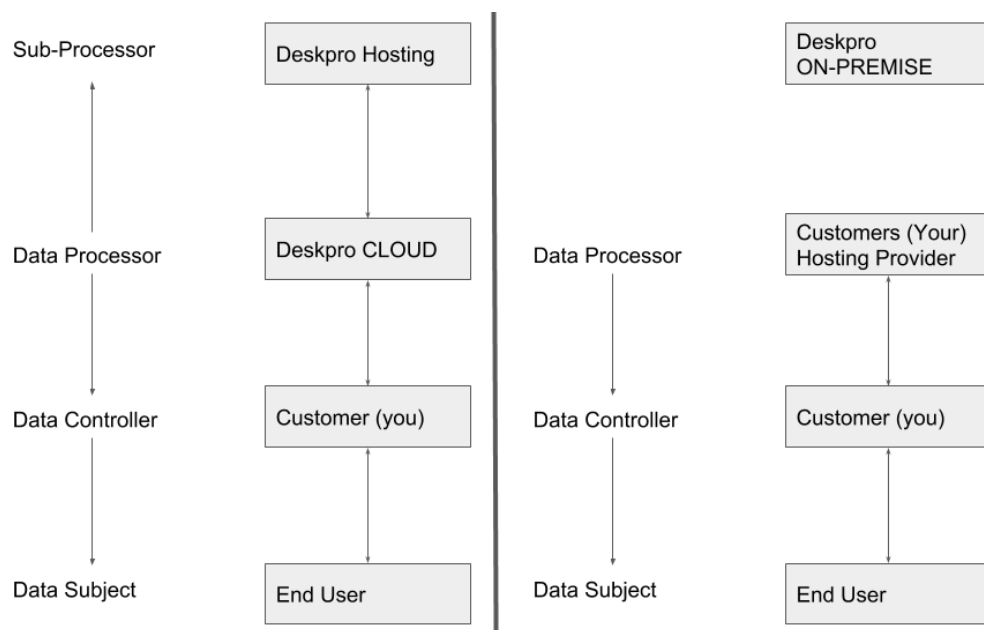 Sub-Processor
Deskpro Hosting
Data Processor
Deskpro CLOUD
Data Controller
Customer (you)
Data Subject
End User
Deskpro
ON-PREMISE
Data Processor
Customers (Your)
Hosting Provider
Data Controller
Customer (you)
Data Subject
End User